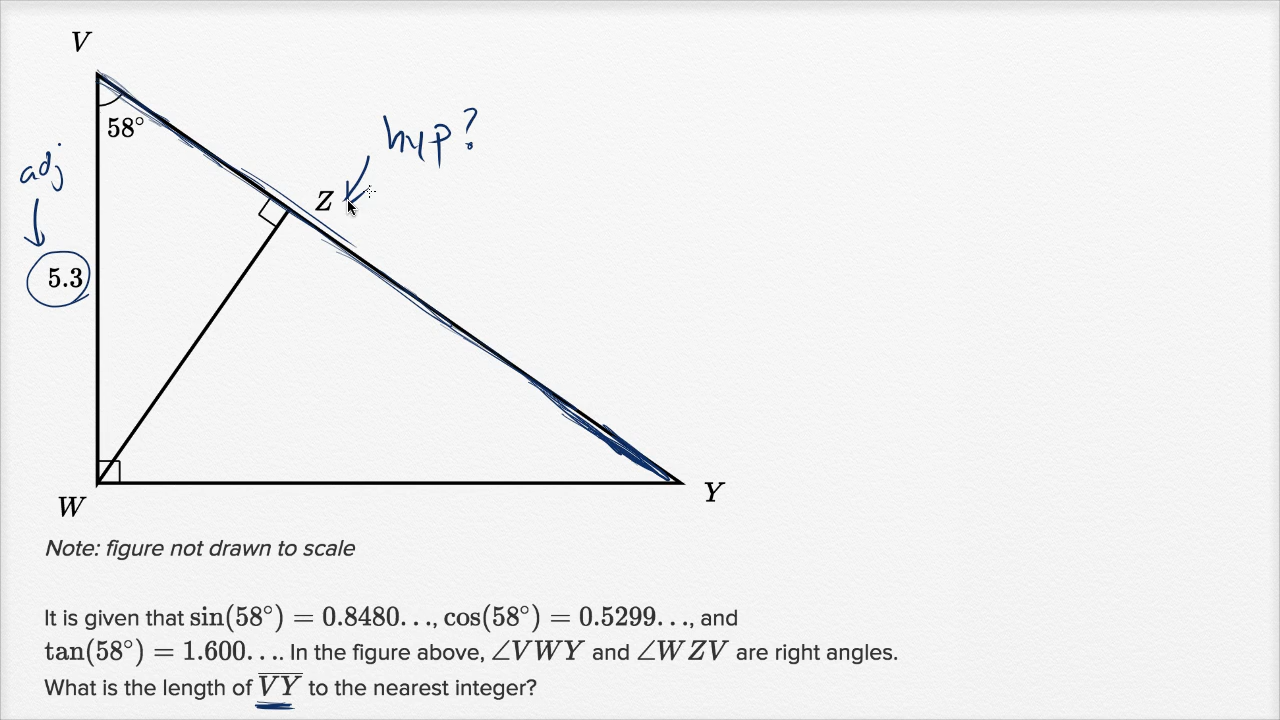 V
58°
hyp?
adj
Z
5.3
W
Y
Note: figure not drawn to scale
It is given that sin(58°) = 0.8480…, cos(58°) = 0.5299…, and
tan(58°) = 1.600…. In the figure above, ∠VWY and ∠WZV are right angles.
What is the length of V̅Y̅ to the nearest integer?